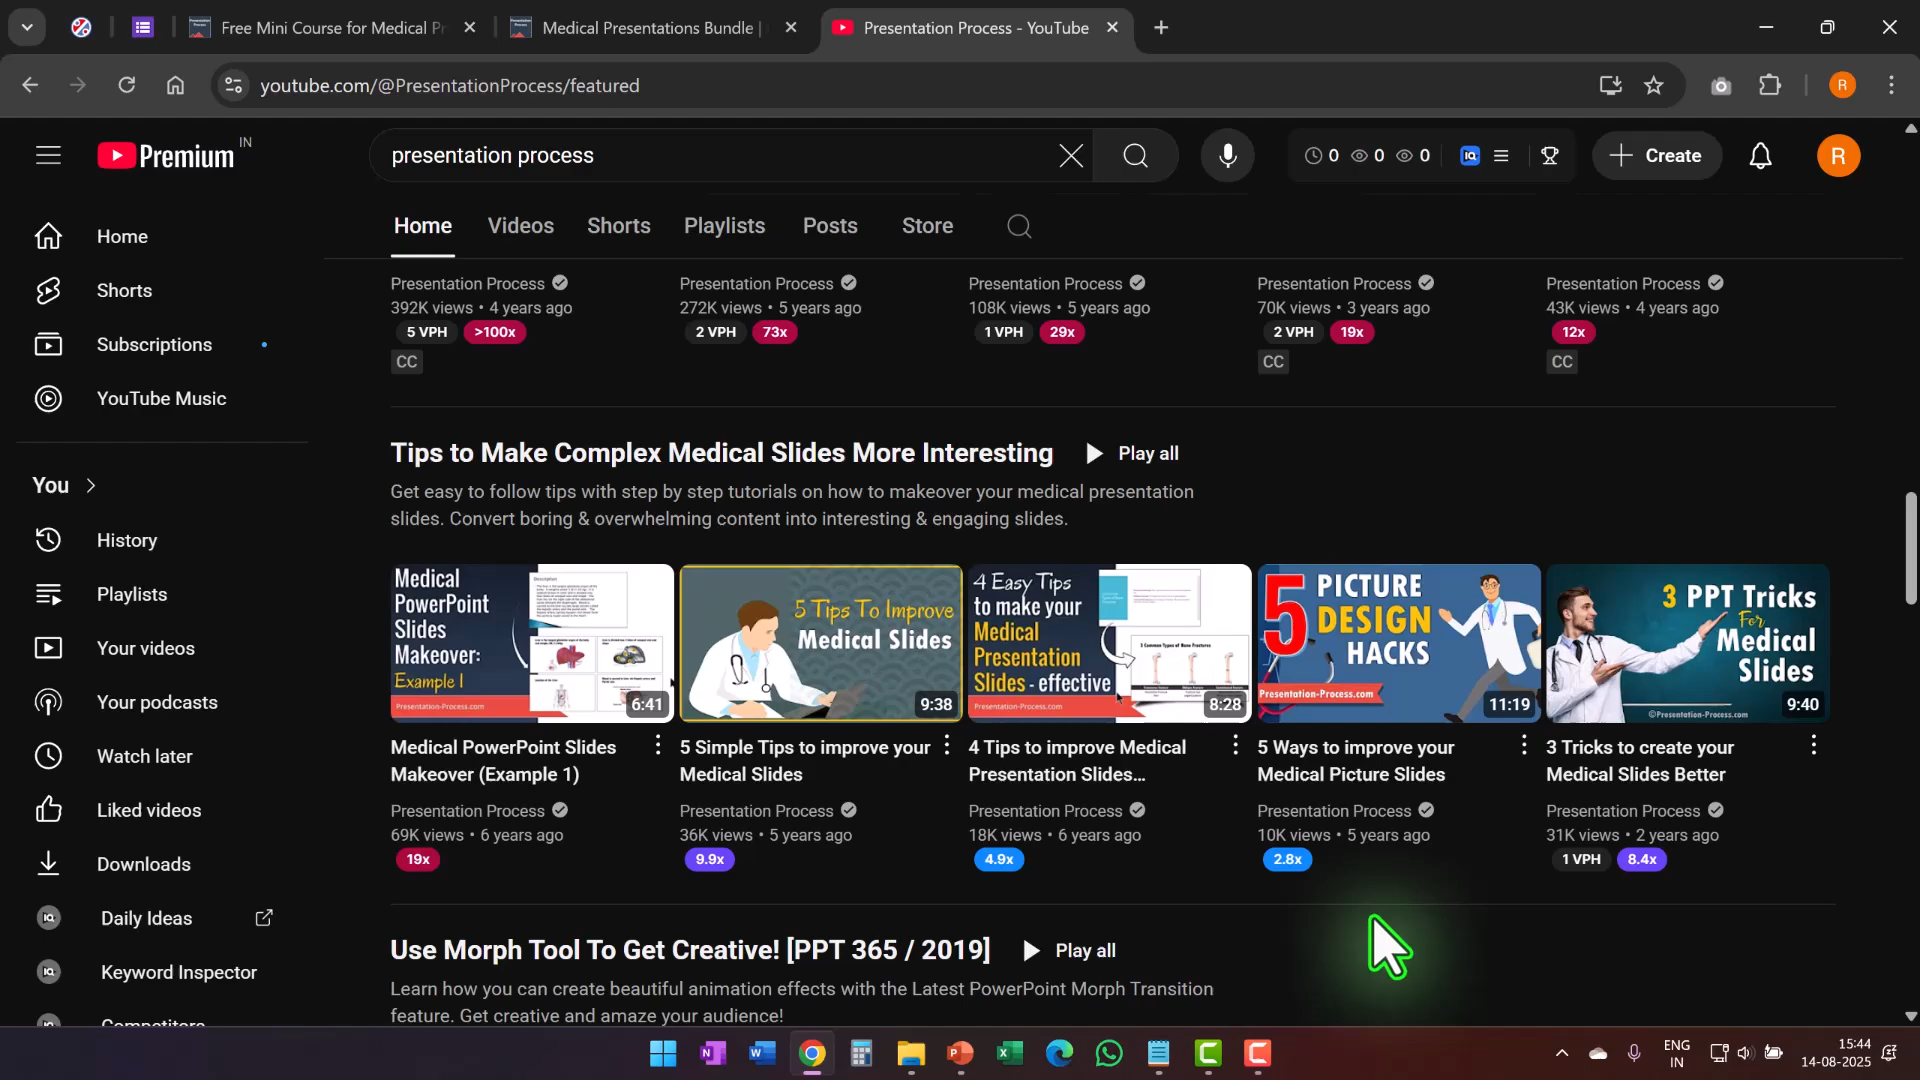 Free Mini Course for Medical Pr
Medical Presentations Bundle |
Presentation Process - YouTube
youtube.com/@PresentationProcess/featured
R
Premium IN
presentation process
0 0 0
Create
R
Home
Shorts
Subscriptions
YouTube Music
You
History
Playlists
Your videos
Your podcasts
Watch later
Liked videos
Downloads
Daily Ideas
Keyword Inspector
Competitors
Home Videos Shorts Playlists Posts Store
Presentation Process
392K views • 4 years ago
5 VPH >100x
CC
Presentation Process
272K views • 5 years ago
2 VPH 73x
Presentation Process
108K views • 5 years ago
1 VPH 29x
Presentation Process
70K views • 3 years ago
2 VPH 19x
CC
Presentation Process
43K views • 4 years ago
12x
CC
Tips to Make Complex Medical Slides More Interesting Play all
Get easy to follow tips with step by step tutorials on how to makeover your medical presentation
slides. Convert boring & overwhelming content into interesting & engaging slides.
Medical
PowerPoint
Slides
Makeover:
Example 1
Presentation-Process.com
6:41
Medical PowerPoint Slides
Makeover (Example 1)
Presentation Process
69K views • 6 years ago
19x
5 Tips To Improve
Medical Slides
9:38
5 Simple Tips to improve your
Medical Slides
Presentation Process
36K views • 5 years ago
9.9x
4 Easy Tips
to make your
Medical
Presentation
Slides - effective
Presentation-Process.com
8:28
4 Tips to improve Medical
Presentation Slides...
Presentation Process
18K views • 6 years ago
4.9x
5 PICTURE
DESIGN
HACKS
Presentation-Process.com
11:19
5 Ways to improve your
Medical Picture Slides
Presentation Process
10K views • 5 years ago
2.8x
3 PPT Tricks
For
Medical
Slides
©Presentation-Process.com
9:40
3 Tricks to create your
Medical Slides Better
Presentation Process
31K views • 2 years ago
1 VPH 8.4x
Use Morph Tool To Get Creative! [PPT 365 / 2019] Play all
Learn how you can create beautiful animation effects with the Latest PowerPoint Morph Transition
feature. Get creative and amaze your audience!
ENG
IN
15:44
14-08-2025